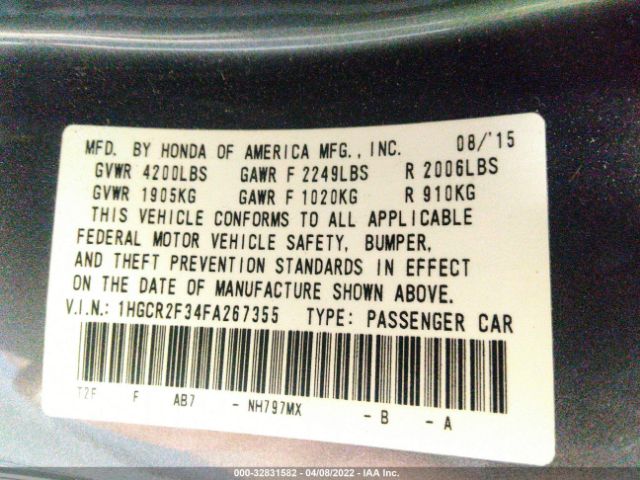 MFD. BY HONDA OF AMERICA MFG., INC. 08/'15
GVWR 4200LBS GAWR F 2249LBS R 2006LBS
GVWR 1905KG GAWR F 1020KG R 910KG
THIS VEHICLE CONFORMS TO ALL APPLICABLE
FEDERAL MOTOR VEHICLE SAFETY, BUMPER,
AND THEFT PREVENTION STANDARDS IN EFFECT
ON THE DATE OF MANUFACTURE SHOWN ABOVE.
V.I.N.: 1HGCR2F34FA267355 TYPE: PASSENGER CAR
T2F F AB7 - NH797MX - B - A
000-32831582 - 04/08/2022 - IAA Inc.